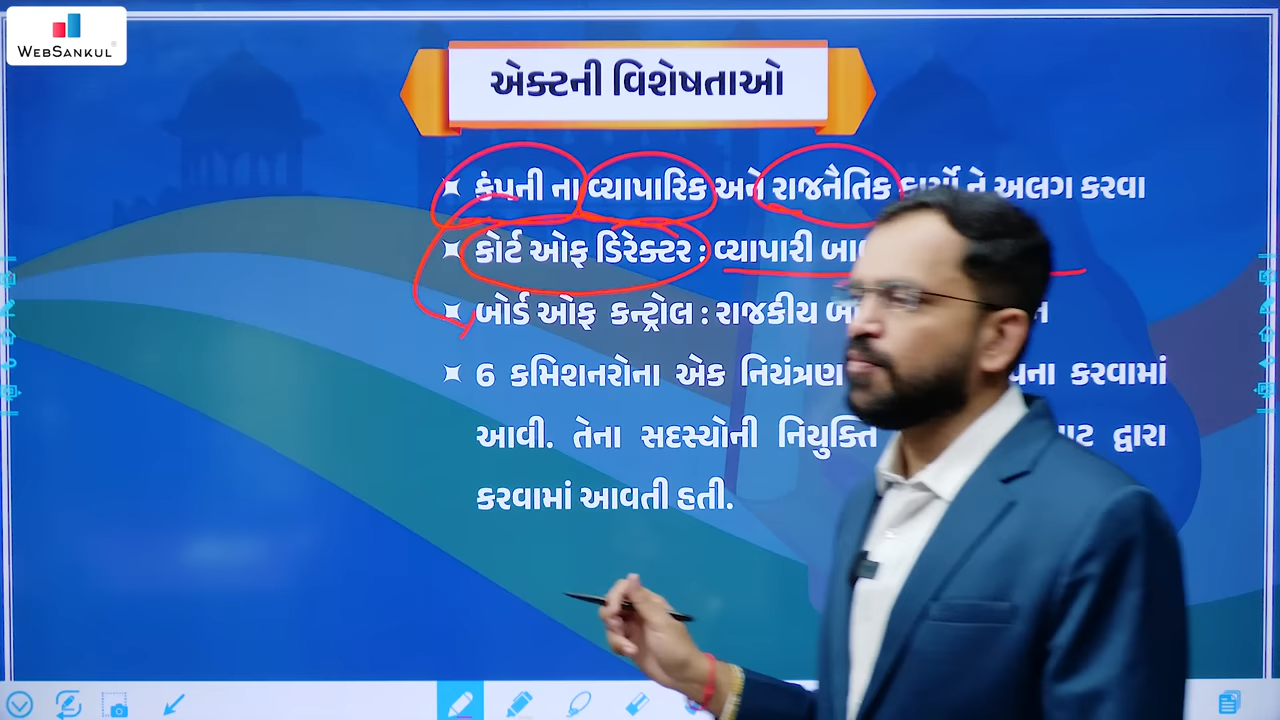 WEBSANKUL
એક્ટની વિશેષતાઓ
કંપની ના વ્યાપારિક અને રાજનૈતિક કાર્યો ને અલગ કરવા
કોર્ટ ઓફ ડિરેક્ટર : વ્યાપારી
બોર્ડ ઓફ કન્ટ્રોલ : રાજકીય
6 કમિશનરોના એક નિયંત્રણ કરવામાં
આવી. તેના સદસ્યોની નિયુક્તિ દ્વારા
કરવામાં આવતી હતી.